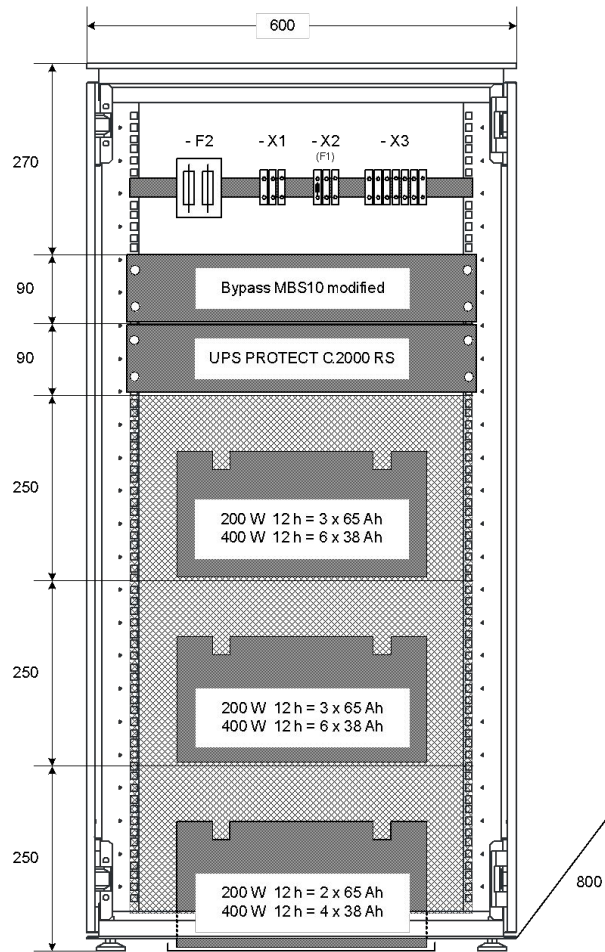 600
- F2
- X1
- X2
- X3
(F1)
270
90
Bypass MBS10 modified
90
UPS PROTECT C.2000 RS
250
200 W 12 h = 3 x 65 Ah
400 W 12 h = 6 x 38 Ah
250
200 W 12 h = 3 x 65 Ah
400 W 12 h = 6 x 38 Ah
250
200 W 12 h = 2 x 65 Ah
400 W 12 h = 4 x 38 Ah
800